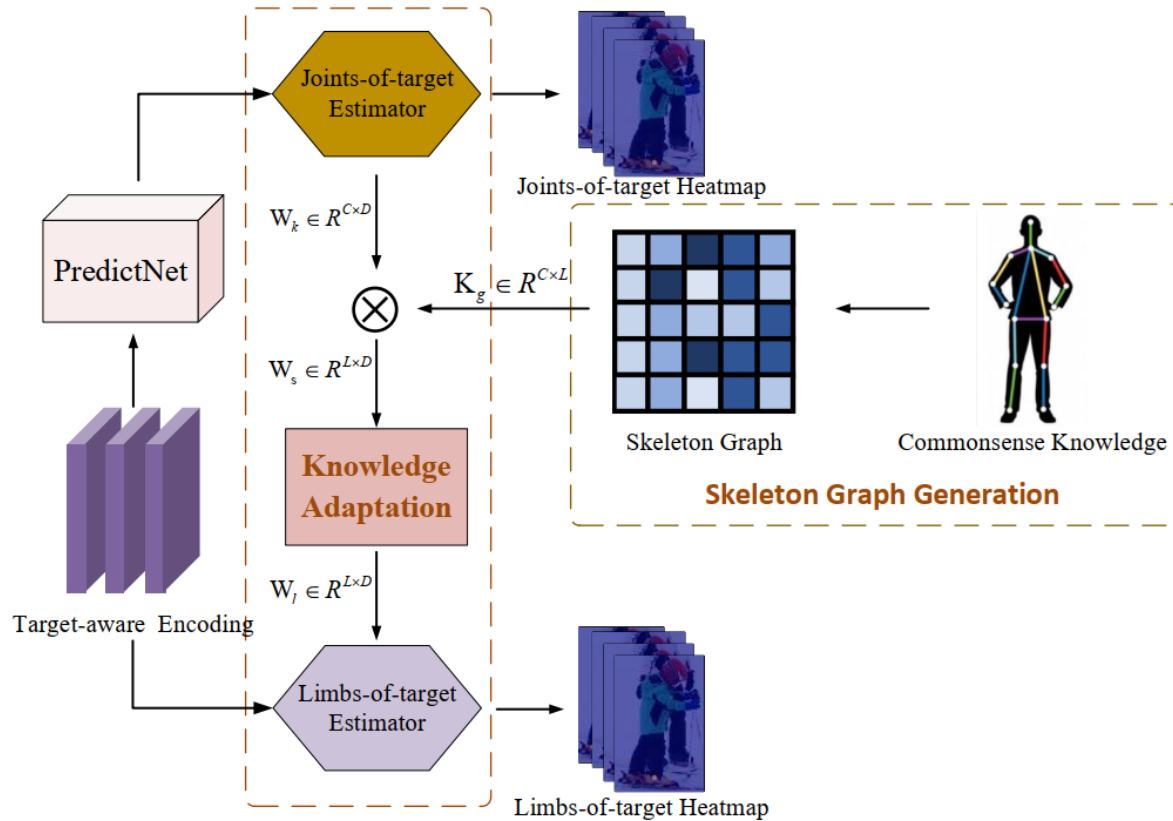 Joints-of-target
Estimator
Joints-of-target Heatmap
W_k ∈ R^{C×D}
PredictNet
K_g ∈ R^{C×L}
W_s ∈ R^{L×D}
Skeleton Graph
Commonsense Knowledge
Knowledge
Adaptation
Skeleton Graph Generation
W_l ∈ R^{L×D}
Target-aware Encoding
Limbs-of-target
Estimator
Limbs-of-target Heatmap